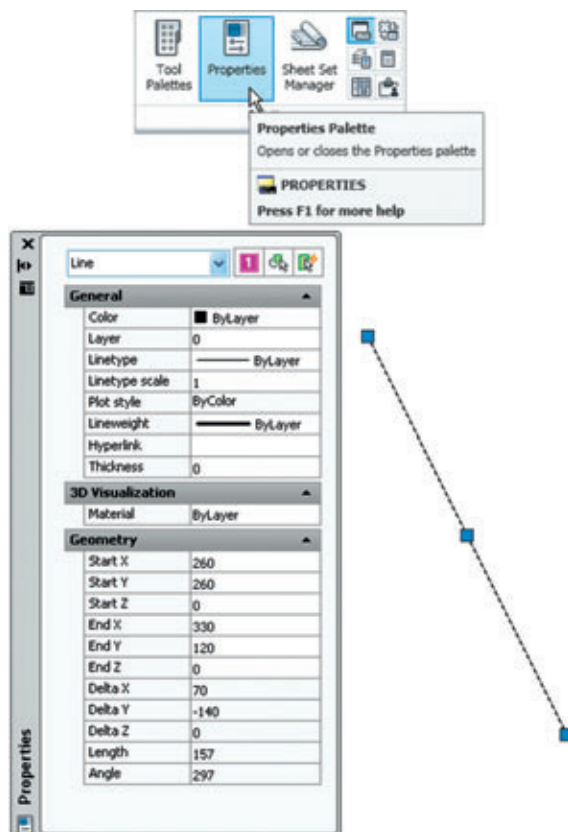 Tool Palettes
Properties
Sheet Set Manager
Properties Palette
Opens or closes the Properties palette
PROPERTIES
Press F1 for more help
Line
1
General
Color ByLayer
Layer 0
Linetype ByLayer
Linetype scale 1
Plot style ByColor
Lineweight ByLayer
Hyperlink
Thickness 0
3D Visualization
Material ByLayer
Geometry
Start X 260
Start Y 260
Start Z 0
End X 330
End Y 120
End Z 0
Delta X 70
Delta Y -140
Delta Z 0
Length 157
Angle 297
Properties